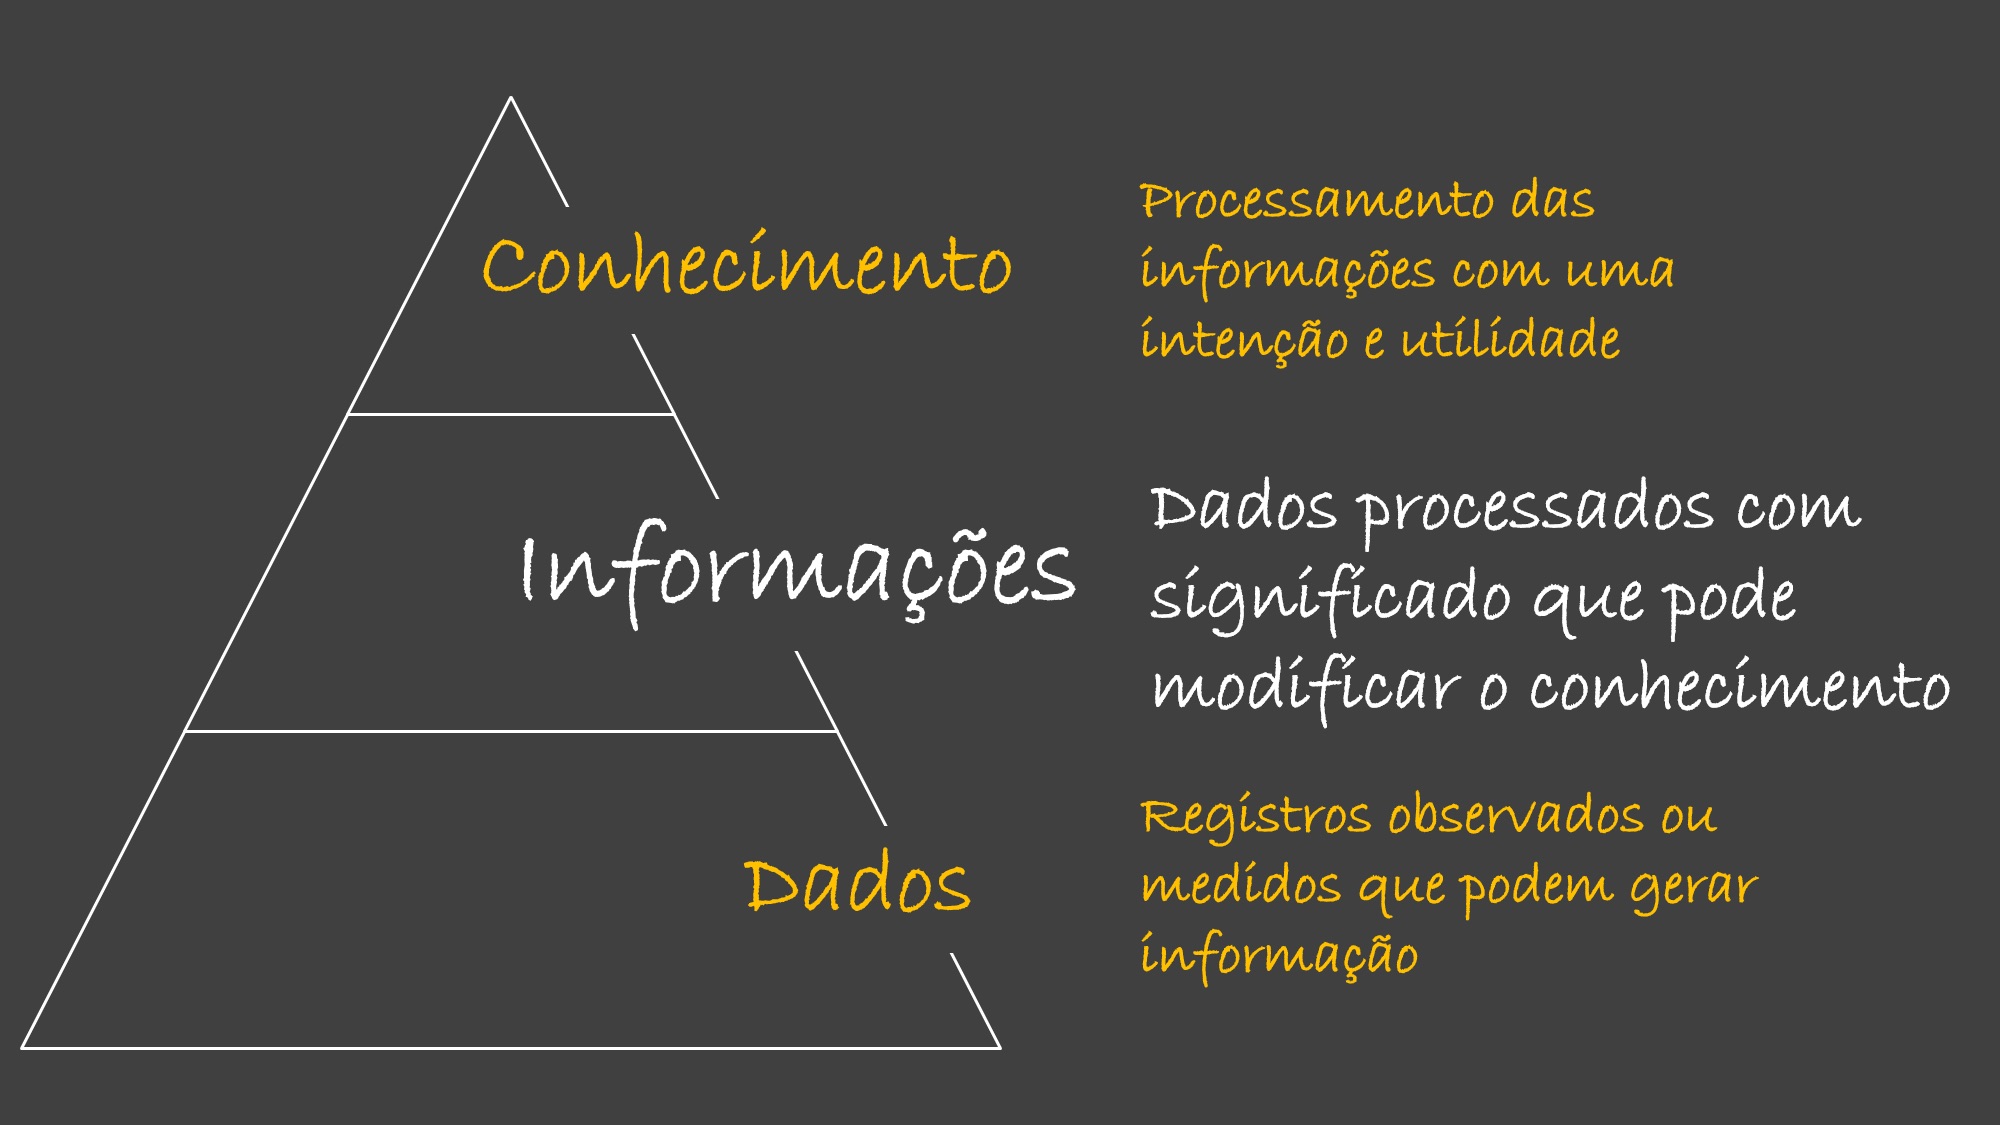 Conhecimento
Processamento das
informações com uma
intenção e utilidade
Informações
Dados processados com
significado que pode
modificar o conhecimento
Dados
Registros observados ou
medidos que podem gerar
informação